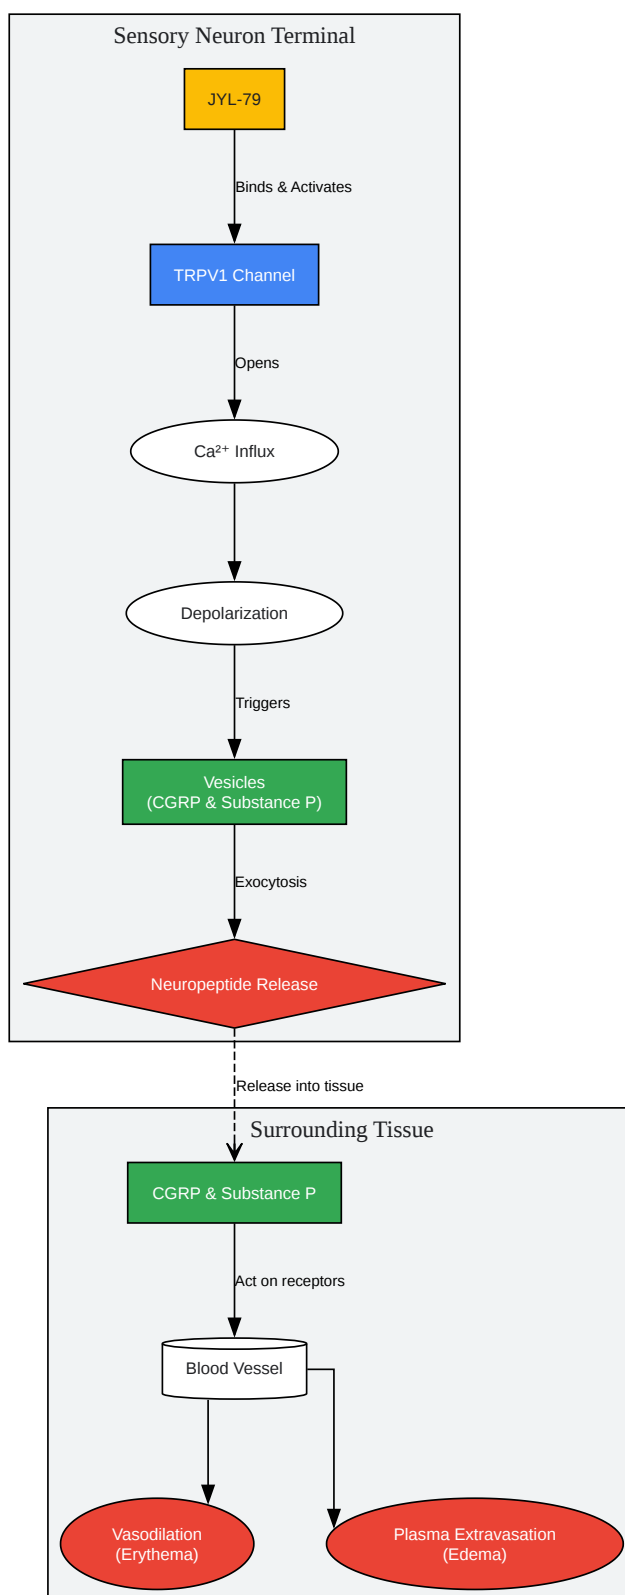 Sensory Neuron Terminal
JYL-79
Binds & Activates
TRPV1 Channel
Opens
Ca²⁺ Influx
Depolarization
Triggers
Vesicles
(CGRP & Substance P)
Exocytosis
Neuropeptide Release
Release into tissue
Surrounding Tissue
CGRP & Substance P
Act on receptors
Blood Vessel
Vasodilation
(Erythema)
Plasma Extravasation
(Edema)